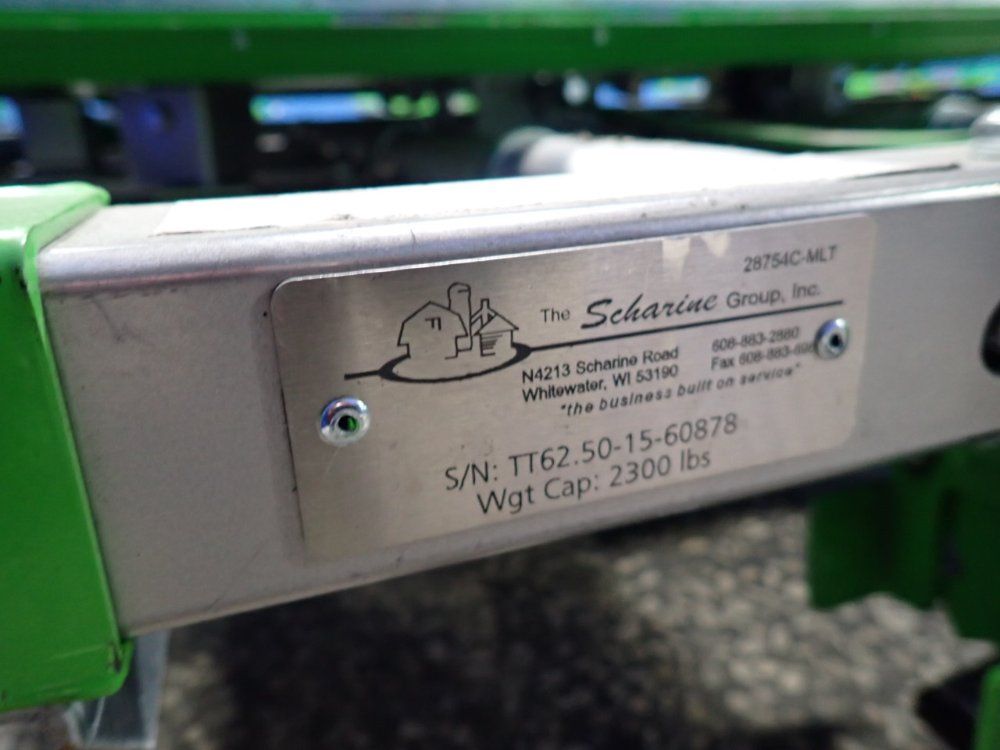 28754C-MLT
The Scharine Group, Inc.
N4213 Scharine Road
Whitewater, WI 53190
608-883-2880
Fax
"the business built on service"
S/N: TT62.50-15-60878
Wgt Cap: 2300 lbs